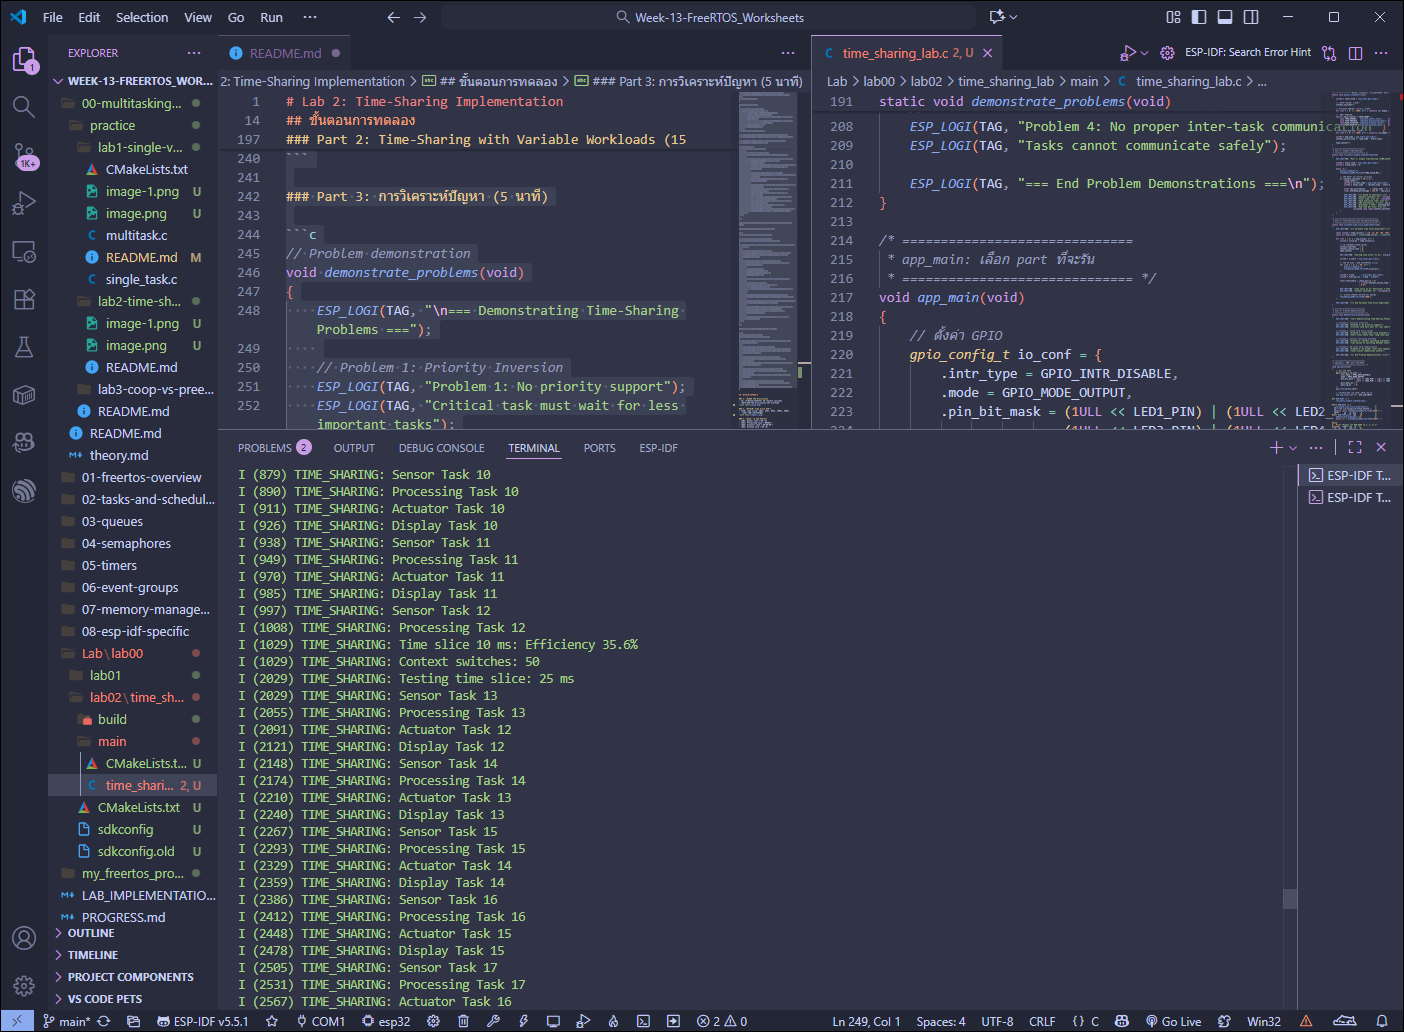 File Edit Selection View Go Run ···
Week-13-FreeRTOS_Worksheets
EXPLORER ···
WEEK-13-FREERTOS_WOR...
00-multitasking...
practice
lab1-single-v...
CMakeLists.txt
image-1.png U
image.png U
multitask.c
README.md M
single_task.c
lab2-time-sh...
image-1.png U
image.png U
README.md
lab3-coop-vs-pree...
README.md
README.md
theory.md
01-freertos-overview
02-tasks-and-schedul...
03-queues
04-semaphores
05-timers
06-event-groups
07-memory-manage...
08-esp-idf-specific
Lab\lab00
lab01
lab02\time_sh...
build
main
CMakeLists.t... U
time_shari... 2, U
CMakeLists.txt U
sdkconfig U
sdkconfig.old U
my_freertos_pro...
LAB_IMPLEMENTATIO...
PROGRESS.md
OUTLINE
TIMELINE
PROJECT COMPONENTS
VS CODE PETS
1
1K+
README.md
2: Time-Sharing Implementation > ## ขั้นตอนการทดลอง > ### Part 3: การวิเคราะห์ปัญหา (5 นาที)
1 # Lab 2: Time-Sharing Implementation
14 ## ขั้นตอนการทดลอง
197 ### Part 2: Time-Sharing with Variable Workloads (15
240 ```
241
242 ### Part 3: การวิเคราะห์ปัญหา (5 นาที)
243
244 ```c
245 // Problem demonstration
246 void demonstrate_problems(void)
247 {
248 ESP_LOGI(TAG, "\n=== Demonstrating Time-Sharing
Problems ===");
249
250 // Problem 1: Priority Inversion
251 ESP_LOGI(TAG, "Problem 1: No priority support");
252 ESP_LOGI(TAG, "Critical task must wait for less
important tasks");
time_sharing_lab.c 2, U
ESP-IDF: Search Error Hint
Lab > lab00 > lab02 > time_sharing_lab > main > C time_sharing_lab.c > ...
191 static void demonstrate_problems(void)
208 ESP_LOGI(TAG, "Problem 4: No proper inter-task communication")
209 ESP_LOGI(TAG, "Tasks cannot communicate safely");
210
211 ESP_LOGI(TAG, "=== End Problem Demonstrations ===\n");
212 }
213
214 /* ==============================
215 * app_main: เลือก part ที่จะรัน
216 * ============================== */
217 void app_main(void)
218 {
219 // ตั้งค่า GPIO
220 gpio_config_t io_conf = {
221 .intr_type = GPIO_INTR_DISABLE,
222 .mode = GPIO_MODE_OUTPUT,
223 .pin_bit_mask = (1ULL << LED1_PIN) | (1ULL << LED2_
PROBLEMS 2 OUTPUT DEBUG CONSOLE TERMINAL PORTS ESP-IDF
ESP-IDF T...
ESP-IDF T...
I (879) TIME_SHARING: Sensor Task 10
I (890) TIME_SHARING: Processing Task 10
I (911) TIME_SHARING: Actuator Task 10
I (926) TIME_SHARING: Display Task 10
I (938) TIME_SHARING: Sensor Task 11
I (949) TIME_SHARING: Processing Task 11
I (970) TIME_SHARING: Actuator Task 11
I (985) TIME_SHARING: Display Task 11
I (997) TIME_SHARING: Sensor Task 12
I (1008) TIME_SHARING: Processing Task 12
I (1029) TIME_SHARING: Time slice 10 ms: Efficiency 35.6%
I (1029) TIME_SHARING: Context switches: 50
I (2029) TIME_SHARING: Testing time slice: 25 ms
I (2029) TIME_SHARING: Sensor Task 13
I (2055) TIME_SHARING: Processing Task 13
I (2091) TIME_SHARING: Actuator Task 12
I (2121) TIME_SHARING: Display Task 12
I (2148) TIME_SHARING: Sensor Task 14
I (2174) TIME_SHARING: Processing Task 14
I (2210) TIME_SHARING: Actuator Task 13
I (2240) TIME_SHARING: Display Task 13
I (2267) TIME_SHARING: Sensor Task 15
I (2293) TIME_SHARING: Processing Task 15
I (2329) TIME_SHARING: Actuator Task 14
I (2359) TIME_SHARING: Display Task 14
I (2386) TIME_SHARING: Sensor Task 16
I (2412) TIME_SHARING: Processing Task 16
I (2448) TIME_SHARING: Actuator Task 15
I (2478) TIME_SHARING: Display Task 15
I (2505) TIME_SHARING: Sensor Task 17
I (2531) TIME_SHARING: Processing Task 17
I (2567) TIME_SHARING: Actuator Task 16
main* ESP-IDF v5.5.1 COM1 esp32 2 0 Ln 249, Col 1 Spaces: 4 UTF-8 CRLF {} C Go Live Win32